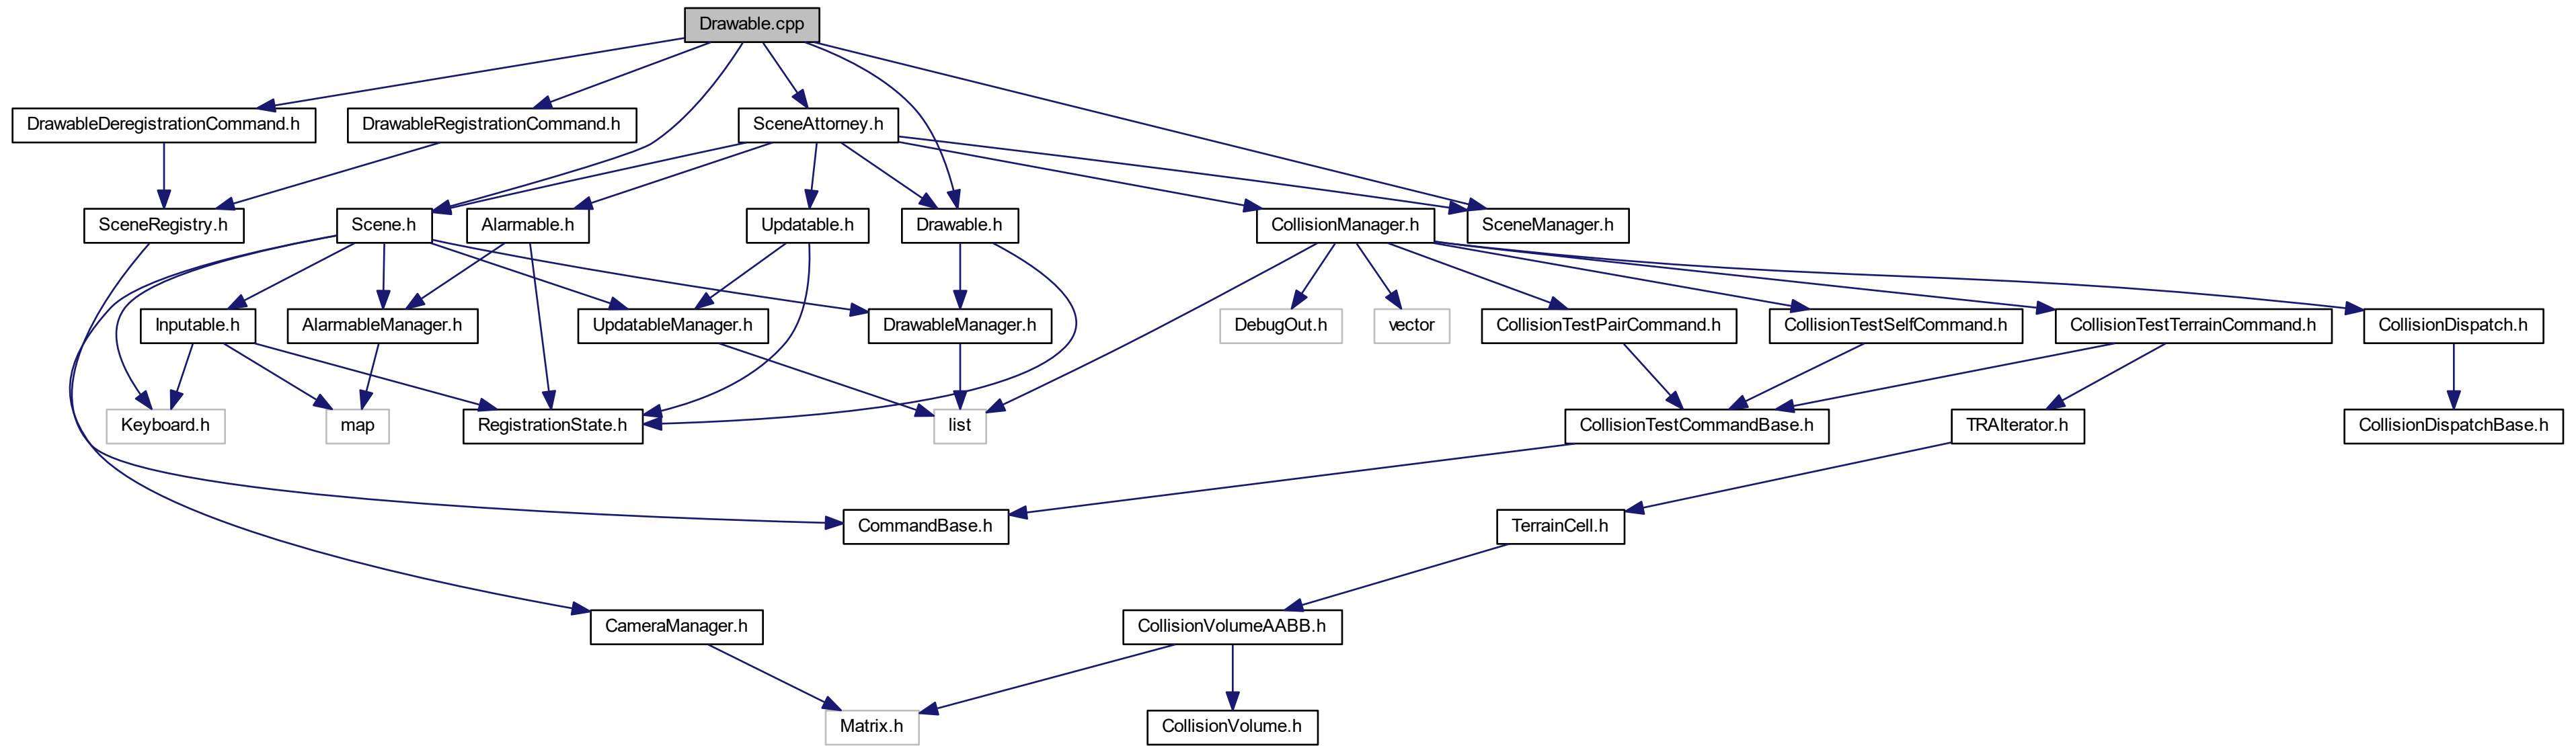 Drawable.cpp
DrawableDeregistrationCommand.h
DrawableRegistrationCommand.h
SceneAttorney.h
SceneRegistry.h
Scene.h
Alarmable.h
Updatable.h
Drawable.h
CollisionManager.h
SceneManager.h
Inputable.h
AlarmableManager.h
UpdatableManager.h
DrawableManager.h
DebugOut.h
vector
CollisionTestPairCommand.h
CollisionTestSelfCommand.h
CollisionTestTerrainCommand.h
CollisionDispatch.h
Keyboard.h
map
RegistrationState.h
list
CollisionTestCommandBase.h
TRAIterator.h
CollisionDispatchBase.h
CommandBase.h
TerrainCell.h
CameraManager.h
CollisionVolumeAABB.h
Matrix.h
CollisionVolume.h